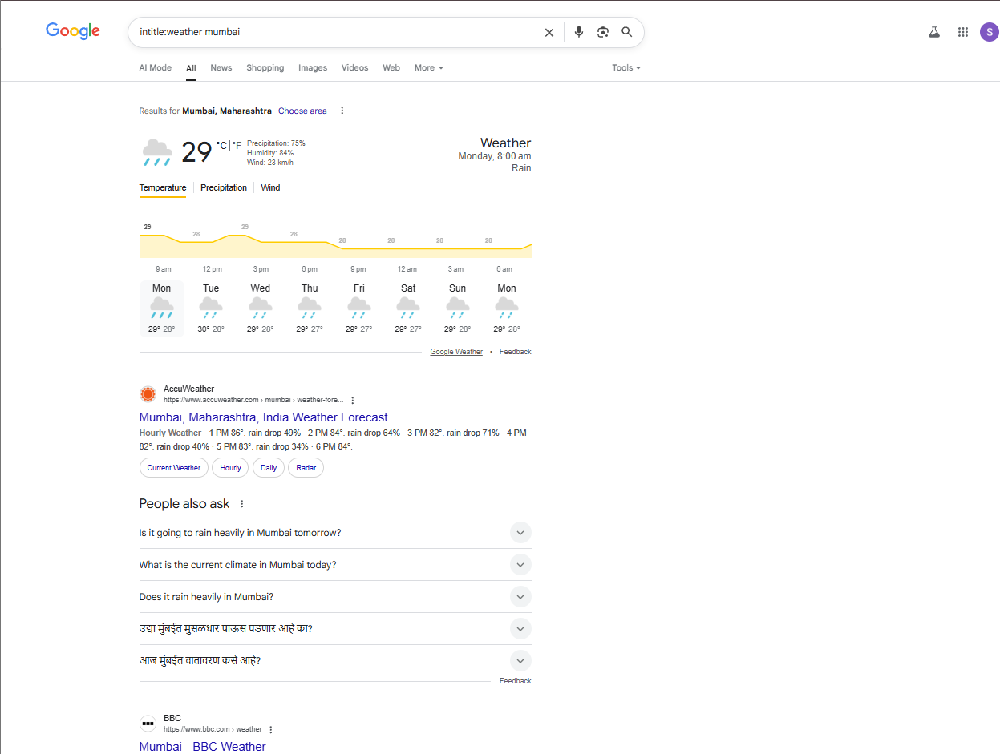 Google
intitle:weather mumbai
S
AI Mode All News Shopping Images Videos Web More Tools
Results for Mumbai, Maharashtra · Choose area
29 °C | °F
Precipitation: 75%
Humidity: 84%
Wind: 23 km/h
Weather
Monday, 8:00 am
Rain
Temperature Precipitation Wind
29 28 29 28 28 28 28 28
9 am 12 pm 3 pm 6 pm 9 pm 12 am 3 am 6 am
Mon Tue Wed Thu Fri Sat Sun Mon
29° 28° 30° 28° 29° 28° 29° 27° 29° 27° 29° 27° 29° 28° 29° 28°
Google Weather • Feedback
AccuWeather
https://www.accuweather.com › mumbai › weather-fore...
Mumbai, Maharashtra, India Weather Forecast
Hourly Weather · 1 PM 86°. rain drop 49% · 2 PM 84°. rain drop 64% · 3 PM 82°. rain drop 71% · 4 PM
82°. rain drop 40% · 5 PM 83°. rain drop 34% · 6 PM 84°.
Current Weather Hourly Daily Radar
People also ask
Is it going to rain heavily in Mumbai tomorrow?
What is the current climate in Mumbai today?
Does it rain heavily in Mumbai?
उद्या मुंबईत मुसळधार पाऊस पडणार आहे का?
आज मुंबईत वातावरण कसे आहे?
Feedback
BBC
https://www.bbc.com › weather
Mumbai - BBC Weather